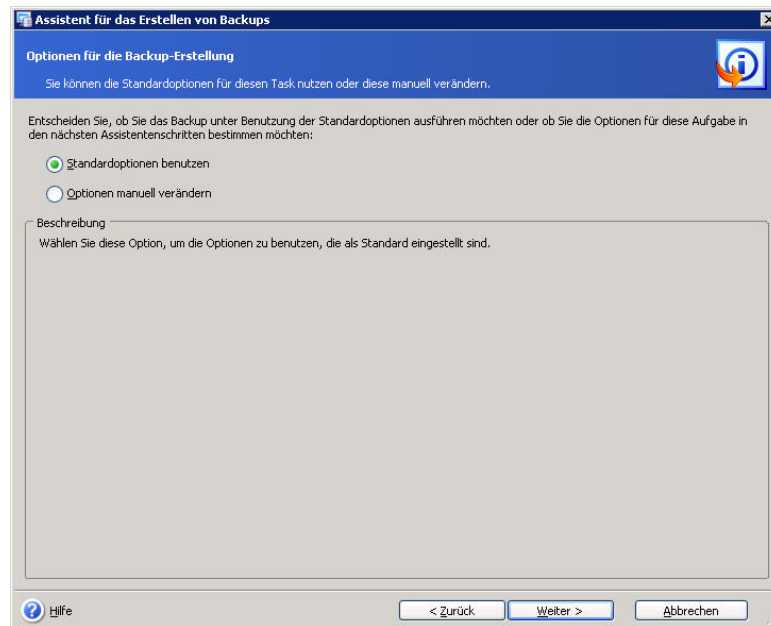 Assistent für das Erstellen von Backups
Optionen für die Backup-Erstellung
Sie können die Standardoptionen für diesen Task nutzen oder diese manuell verändern.
Entscheiden Sie, ob Sie das Backup unter Benutzung der Standardoptionen ausführen möchten oder ob Sie die Optionen für diese Aufgabe in
den nächsten Assistentenschritten bestimmen möchten:
Standardoptionen benutzen
Optionen manuell verändern
Beschreibung
Wählen Sie diese Option, um die Optionen zu benutzen, die als Standard eingestellt sind.
Hilfe
< Zurück
Weiter >
Abbrechen